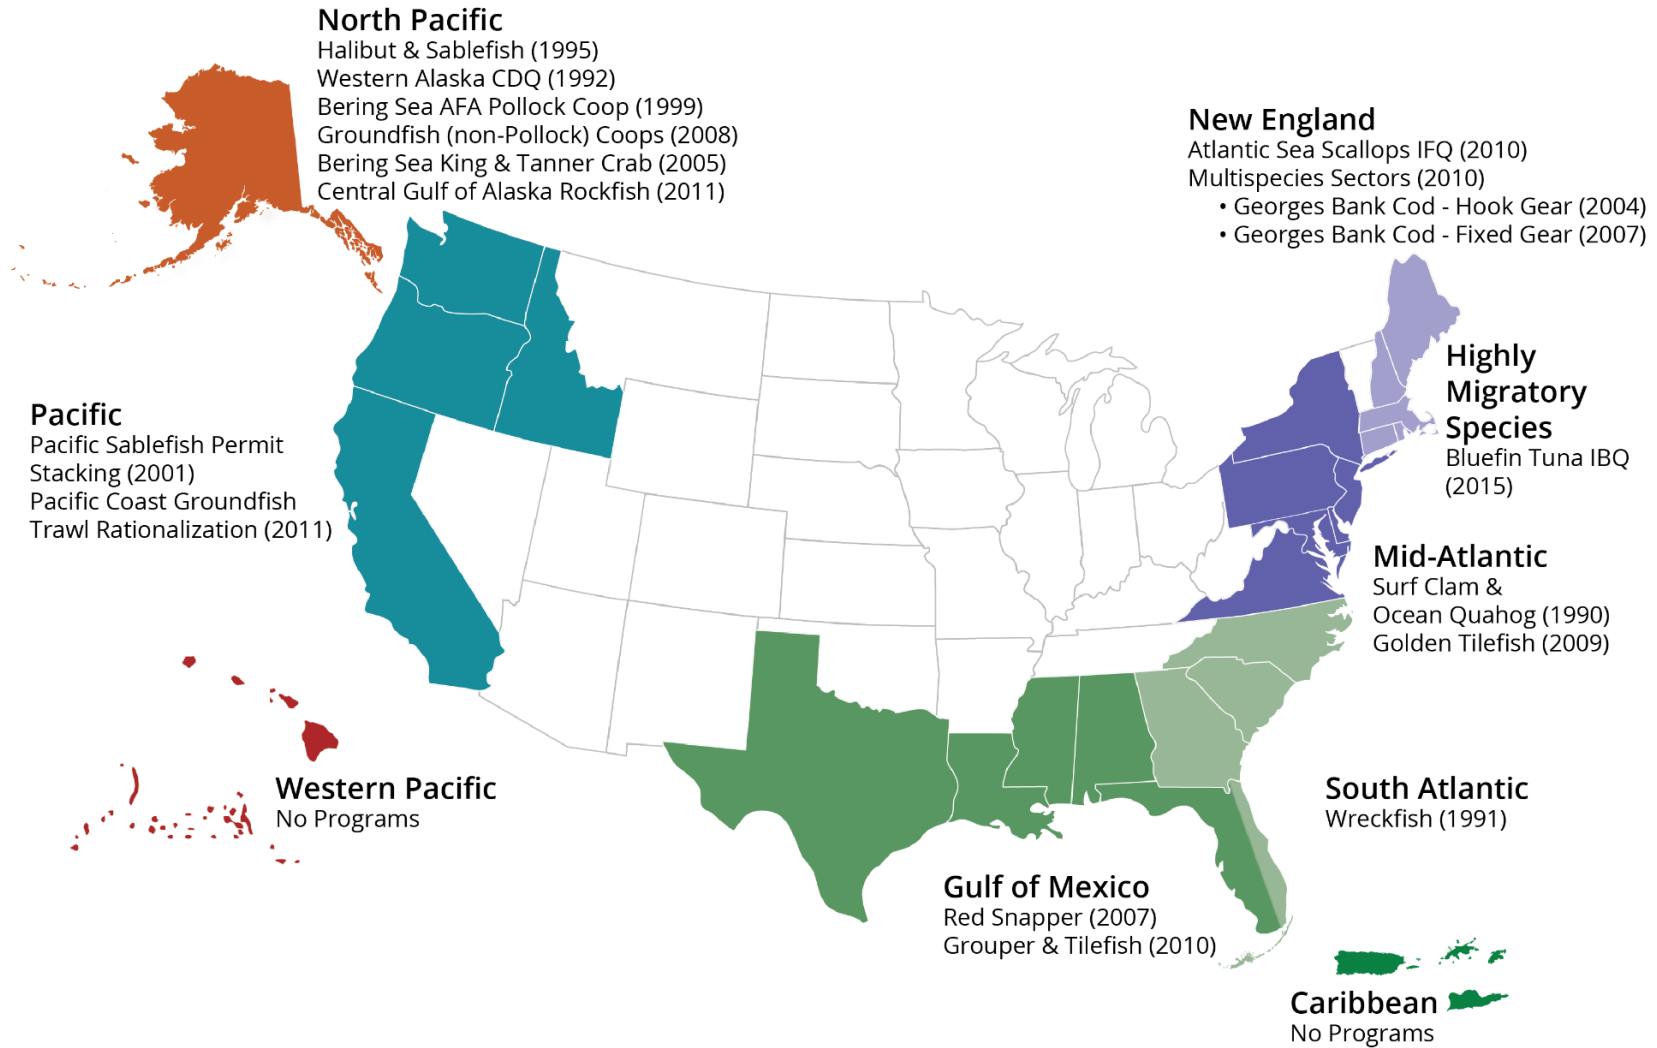 North Pacific
Halibut & Sablefish (1995)
Western Alaska CDQ (1992)
Bering Sea AFA Pollock Coop (1999)
Groundfish (non-Pollock) Coops (2008)
Bering Sea King & Tanner Crab (2005)
Central Gulf of Alaska Rockfish (2011)
New England
Atlantic Sea Scallops IFQ (2010)
Multispecies Sectors (2010)
• Georges Bank Cod - Hook Gear (2004)
• Georges Bank Cod - Fixed Gear (2007)
Highly
Migratory
Species
Bluefin Tuna IBQ
(2015)
Pacific
Pacific Sablefish Permit
Stacking (2001)
Pacific Coast Groundfish
Trawl Rationalization (2011)
Mid-Atlantic
Surf Clam &
Ocean Quahog (1990)
Golden Tilefish (2009)
Western Pacific
No Programs
South Atlantic
Wreckfish (1991)
Gulf of Mexico
Red Snapper (2007)
Grouper & Tilefish (2010)
Caribbean
No Programs